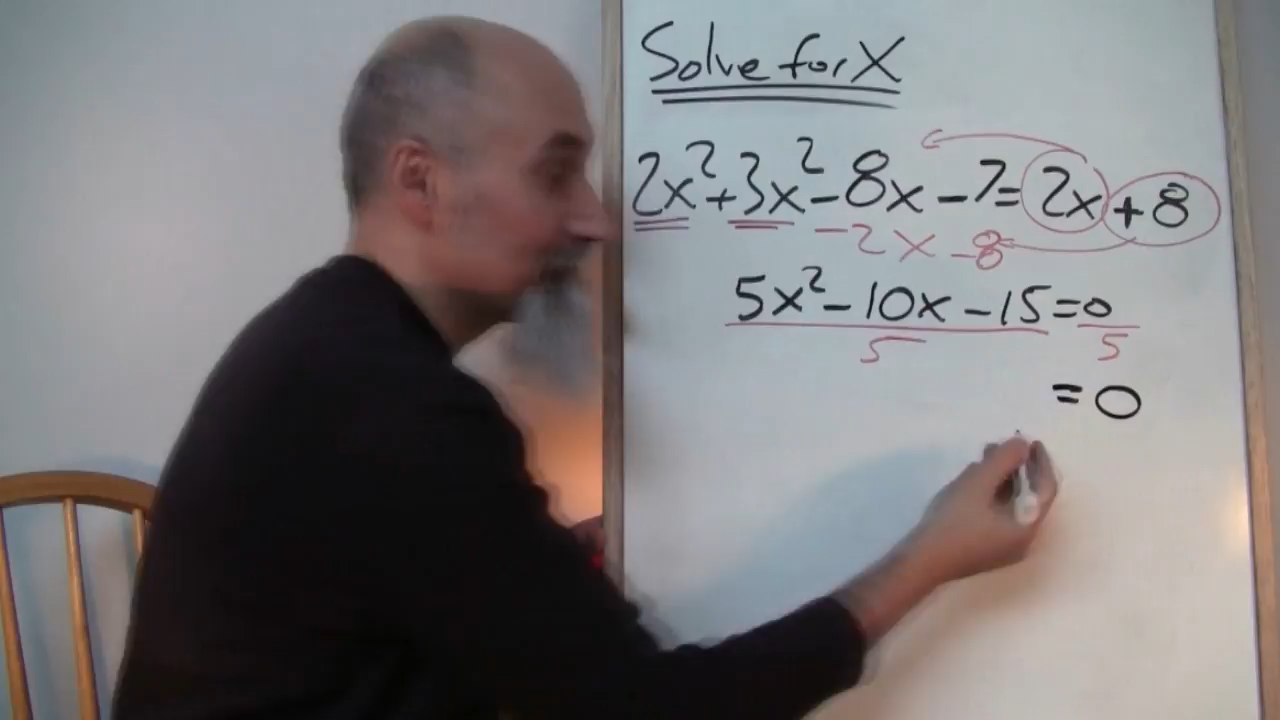 Solve for X
2x²+3x²-8x-7=2x+8
-2x-8
5x²-10x-15=0
5 5
=0